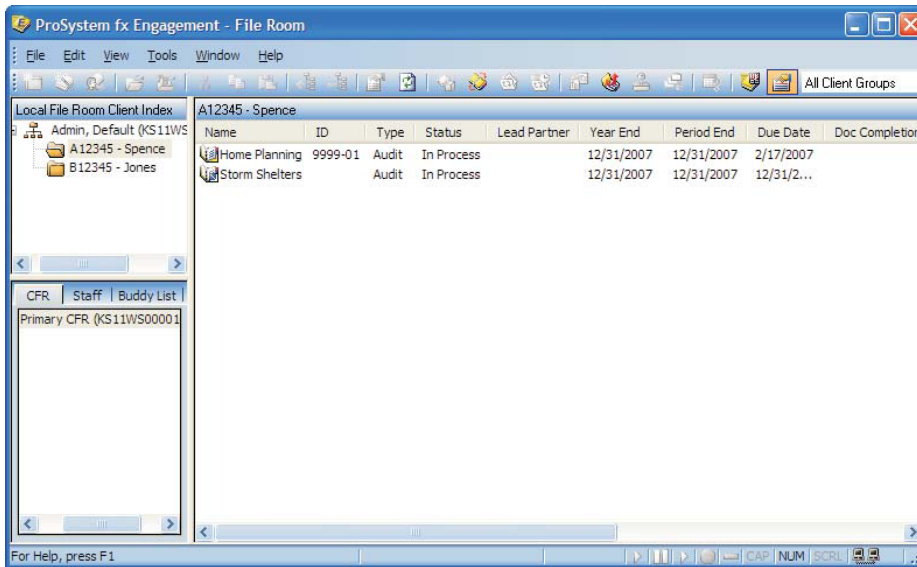 ProSystem fx Engagement - File Room
File Edit View Tools Window Help
All Client Groups
Local File Room Client Index
Admin, Default (KS11WS
A12345 - Spence
B12345 - Jones
CFR Staff Buddy List
Primary CFR (KS11WS00001
A12345 - Spence
Name ID Type Status Lead Partner Year End Period End Due Date Doc Completion
Home Planning 9999-01 Audit In Process 12/31/2007 12/31/2007 2/17/2007
Storm Shelters Audit In Process 12/31/2007 12/31/2007 12/31/2...
For Help, press F1
CAP NUM SCRL